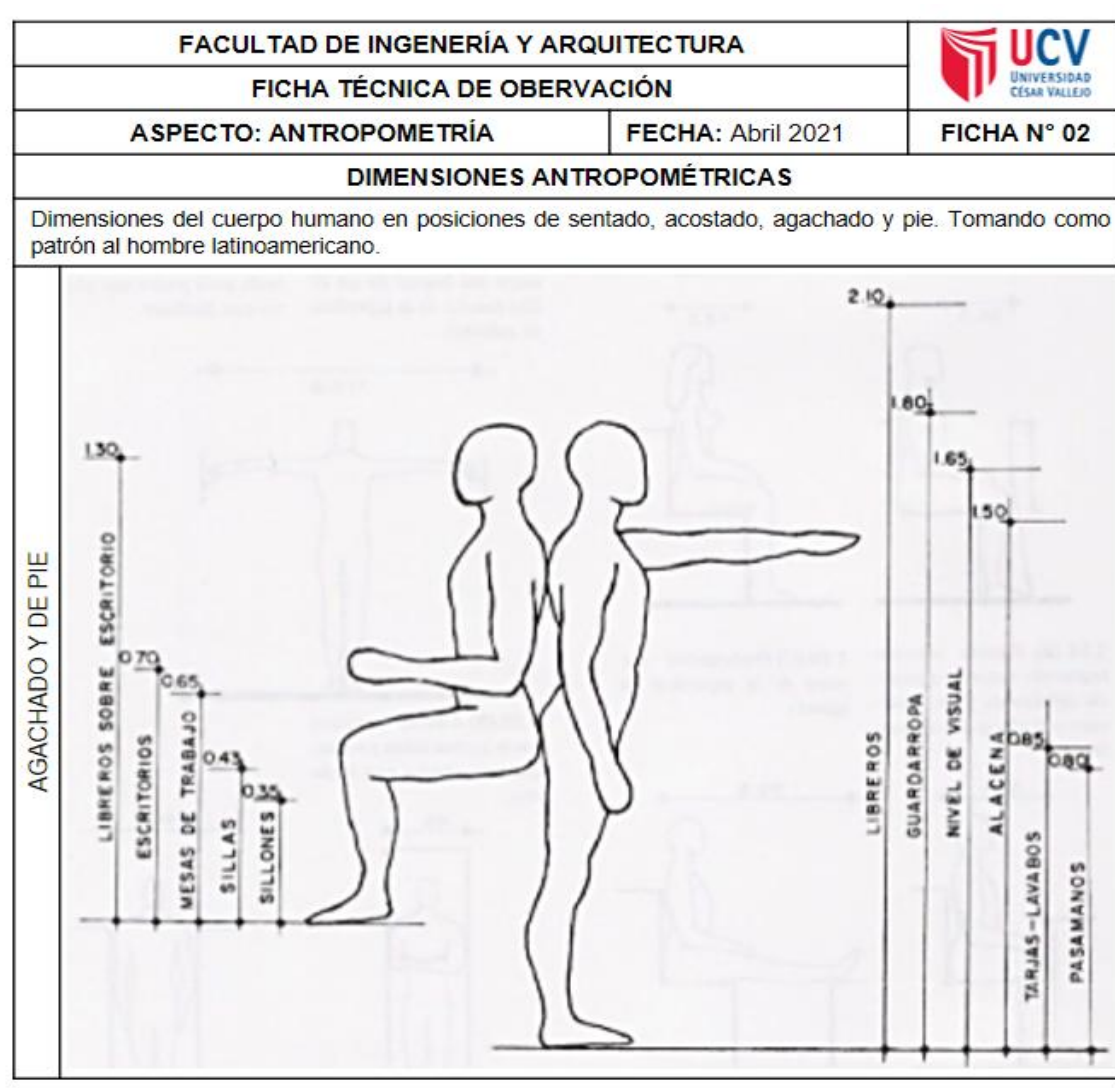 FACULTAD DE INGENERÍA Y ARQUITECTURA
UCV
UNIVERSIDAD
CÉSAR VALLEJO
FICHA TÉCNICA DE OBERVACIÓN
ASPECTO: ANTROPOMETRÍA
FECHA: Abril 2021
FICHA N° 02
DIMENSIONES ANTROPOMÉTRICAS
Dimensiones del cuerpo humano en posiciones de sentado, acostado, agachado y pie. Tomando como
patrón al hombre latinoamericano.
AGACHADO Y DE PIE
1.30
LIBREROS SOBRE ESCRITORIO
0.70
ESCRITORIOS
0.65
MESAS DE TRABAJO
0.43
SILLAS
0.35
SILLONES
2.10
LIBREROS
1.80
GUARDARROPA
1.65
NIVEL DE VISUAL
1.50
ALACENA
0.85
TARJAS-LAVABOS
0.80
PASAMANOS